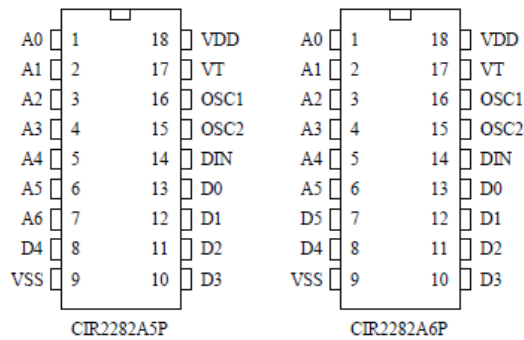 A0 1 18 VDD A0 1 18 VDD
A1 2 17 VT A1 2 17 VT
A2 3 16 OSC1 A2 3 16 OSC1
A3 4 15 OSC2 A3 4 15 OSC2
A4 5 14 DIN A4 5 14 DIN
A5 6 13 D0 A5 6 13 D0
A6 7 12 D1 D5 7 12 D1
D4 8 11 D2 D4 8 11 D2
VSS 9 10 D3 VSS 9 10 D3
CIR2282A5P CIR2282A6P